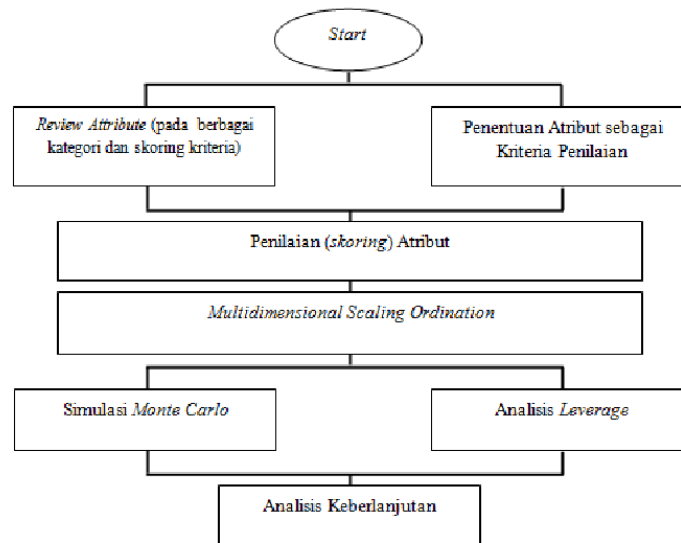 Start
Review Attribute (pada berbagai
kategori dan skoring kriteria)
Penentuan Atribut sebagai
Kriteria Penilaian
Penilaian (skoring) Atribut
Multidimensional Scaling Ordination
Simulasi Monte Carlo
Analisis Leverage
Analisis Keberlanjutan